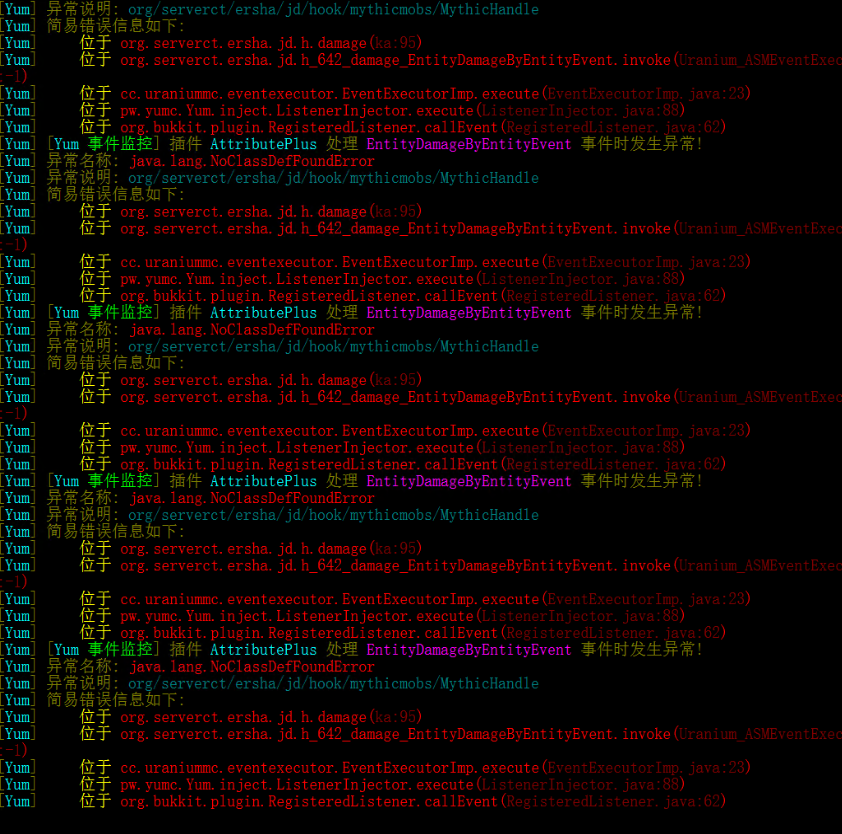 [Yum] 异常说明: org/serverct/ersha/jd/hook/mythicmobs/MythicHandle
[Yum] 简易错误信息如下:
[Yum] 位于 org.serverct.ersha.jd.h.damage(ka:95)
[Yum] 位于 org.serverct.ersha.jd.h_642_damage_EntityDamageByEntityEvent.invoke(Uranium_ASMEventExec
:-1)
[Yum] 位于 cc.uraniummc.eventexecutor.EventExecutorImp.execute(EventExecutorImp.java:23)
[Yum] 位于 pw.yumc.Yum.inject.ListenerInjector.execute(ListenerInjector.java:88)
[Yum] 位于 org.bukkit.plugin.RegisteredListener.callEvent(RegisteredListener.java:62)
[Yum] [Yum 事件监控] 插件 AttributePlus 处理 EntityDamageByEntityEvent 事件时发生异常!
[Yum] 异常名称: java.lang.NoClassDefFoundError
[Yum] 异常说明: org/serverct/ersha/jd/hook/mythicmobs/MythicHandle
[Yum] 简易错误信息如下:
[Yum] 位于 org.serverct.ersha.jd.h.damage(ka:95)
[Yum] 位于 org.serverct.ersha.jd.h_642_damage_EntityDamageByEntityEvent.invoke(Uranium_ASMEventExec
:-1)
[Yum] 位于 cc.uraniummc.eventexecutor.EventExecutorImp.execute(EventExecutorImp.java:23)
[Yum] 位于 pw.yumc.Yum.inject.ListenerInjector.execute(ListenerInjector.java:88)
[Yum] 位于 org.bukkit.plugin.RegisteredListener.callEvent(RegisteredListener.java:62)
[Yum] [Yum 事件监控] 插件 AttributePlus 处理 EntityDamageByEntityEvent 事件时发生异常!
[Yum] 异常名称: java.lang.NoClassDefFoundError
[Yum] 异常说明: org/serverct/ersha/jd/hook/mythicmobs/MythicHandle
[Yum] 简易错误信息如下:
[Yum] 位于 org.serverct.ersha.jd.h.damage(ka:95)
[Yum] 位于 org.serverct.ersha.jd.h_642_damage_EntityDamageByEntityEvent.invoke(Uranium_ASMEventExec
:-1)
[Yum] 位于 cc.uraniummc.eventexecutor.EventExecutorImp.execute(EventExecutorImp.java:23)
[Yum] 位于 pw.yumc.Yum.inject.ListenerInjector.execute(ListenerInjector.java:88)
[Yum] 位于 org.bukkit.plugin.RegisteredListener.callEvent(RegisteredListener.java:62)
[Yum] [Yum 事件监控] 插件 AttributePlus 处理 EntityDamageByEntityEvent 事件时发生异常!
[Yum] 异常名称: java.lang.NoClassDefFoundError
[Yum] 异常说明: org/serverct/ersha/jd/hook/mythicmobs/MythicHandle
[Yum] 简易错误信息如下:
[Yum] 位于 org.serverct.ersha.jd.h.damage(ka:95)
[Yum] 位于 org.serverct.ersha.jd.h_642_damage_EntityDamageByEntityEvent.invoke(Uranium_ASMEventExec
:-1)
[Yum] 位于 cc.uraniummc.eventexecutor.EventExecutorImp.execute(EventExecutorImp.java:23)
[Yum] 位于 pw.yumc.Yum.inject.ListenerInjector.execute(ListenerInjector.java:88)
[Yum] 位于 org.bukkit.plugin.RegisteredListener.callEvent(RegisteredListener.java:62)
[Yum] [Yum 事件监控] 插件 AttributePlus 处理 EntityDamageByEntityEvent 事件时发生异常!
[Yum] 异常名称: java.lang.NoClassDefFoundError
[Yum] 异常说明: org/serverct/ersha/jd/hook/mythicmobs/MythicHandle
[Yum] 简易错误信息如下:
[Yum] 位于 org.serverct.ersha.jd.h.damage(ka:95)
[Yum] 位于 org.serverct.ersha.jd.h_642_damage_EntityDamageByEntityEvent.invoke(Uranium_ASMEventExec
:-1)
[Yum] 位于 cc.uraniummc.eventexecutor.EventExecutorImp.execute(EventExecutorImp.java:23)
[Yum] 位于 pw.yumc.Yum.inject.ListenerInjector.execute(ListenerInjector.java:88)
[Yum] 位于 org.bukkit.plugin.RegisteredListener.callEvent(RegisteredListener.java:62)